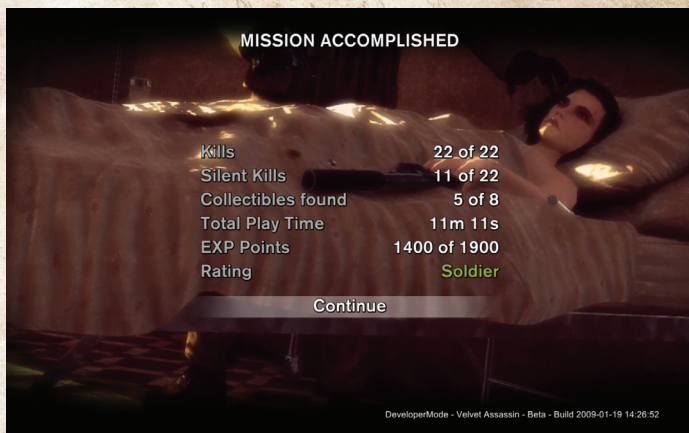 MISSION ACCOMPLISHED
Kills 22 of 22
Silent Kills 11 of 22
Collectibles found 5 of 8
Total Play Time 11m 11s
EXP Points 1400 of 1900
Rating Soldier
Continue
DeveloperMode - Velvet Assassin - Beta - Build 2009-01-19 14:26:52